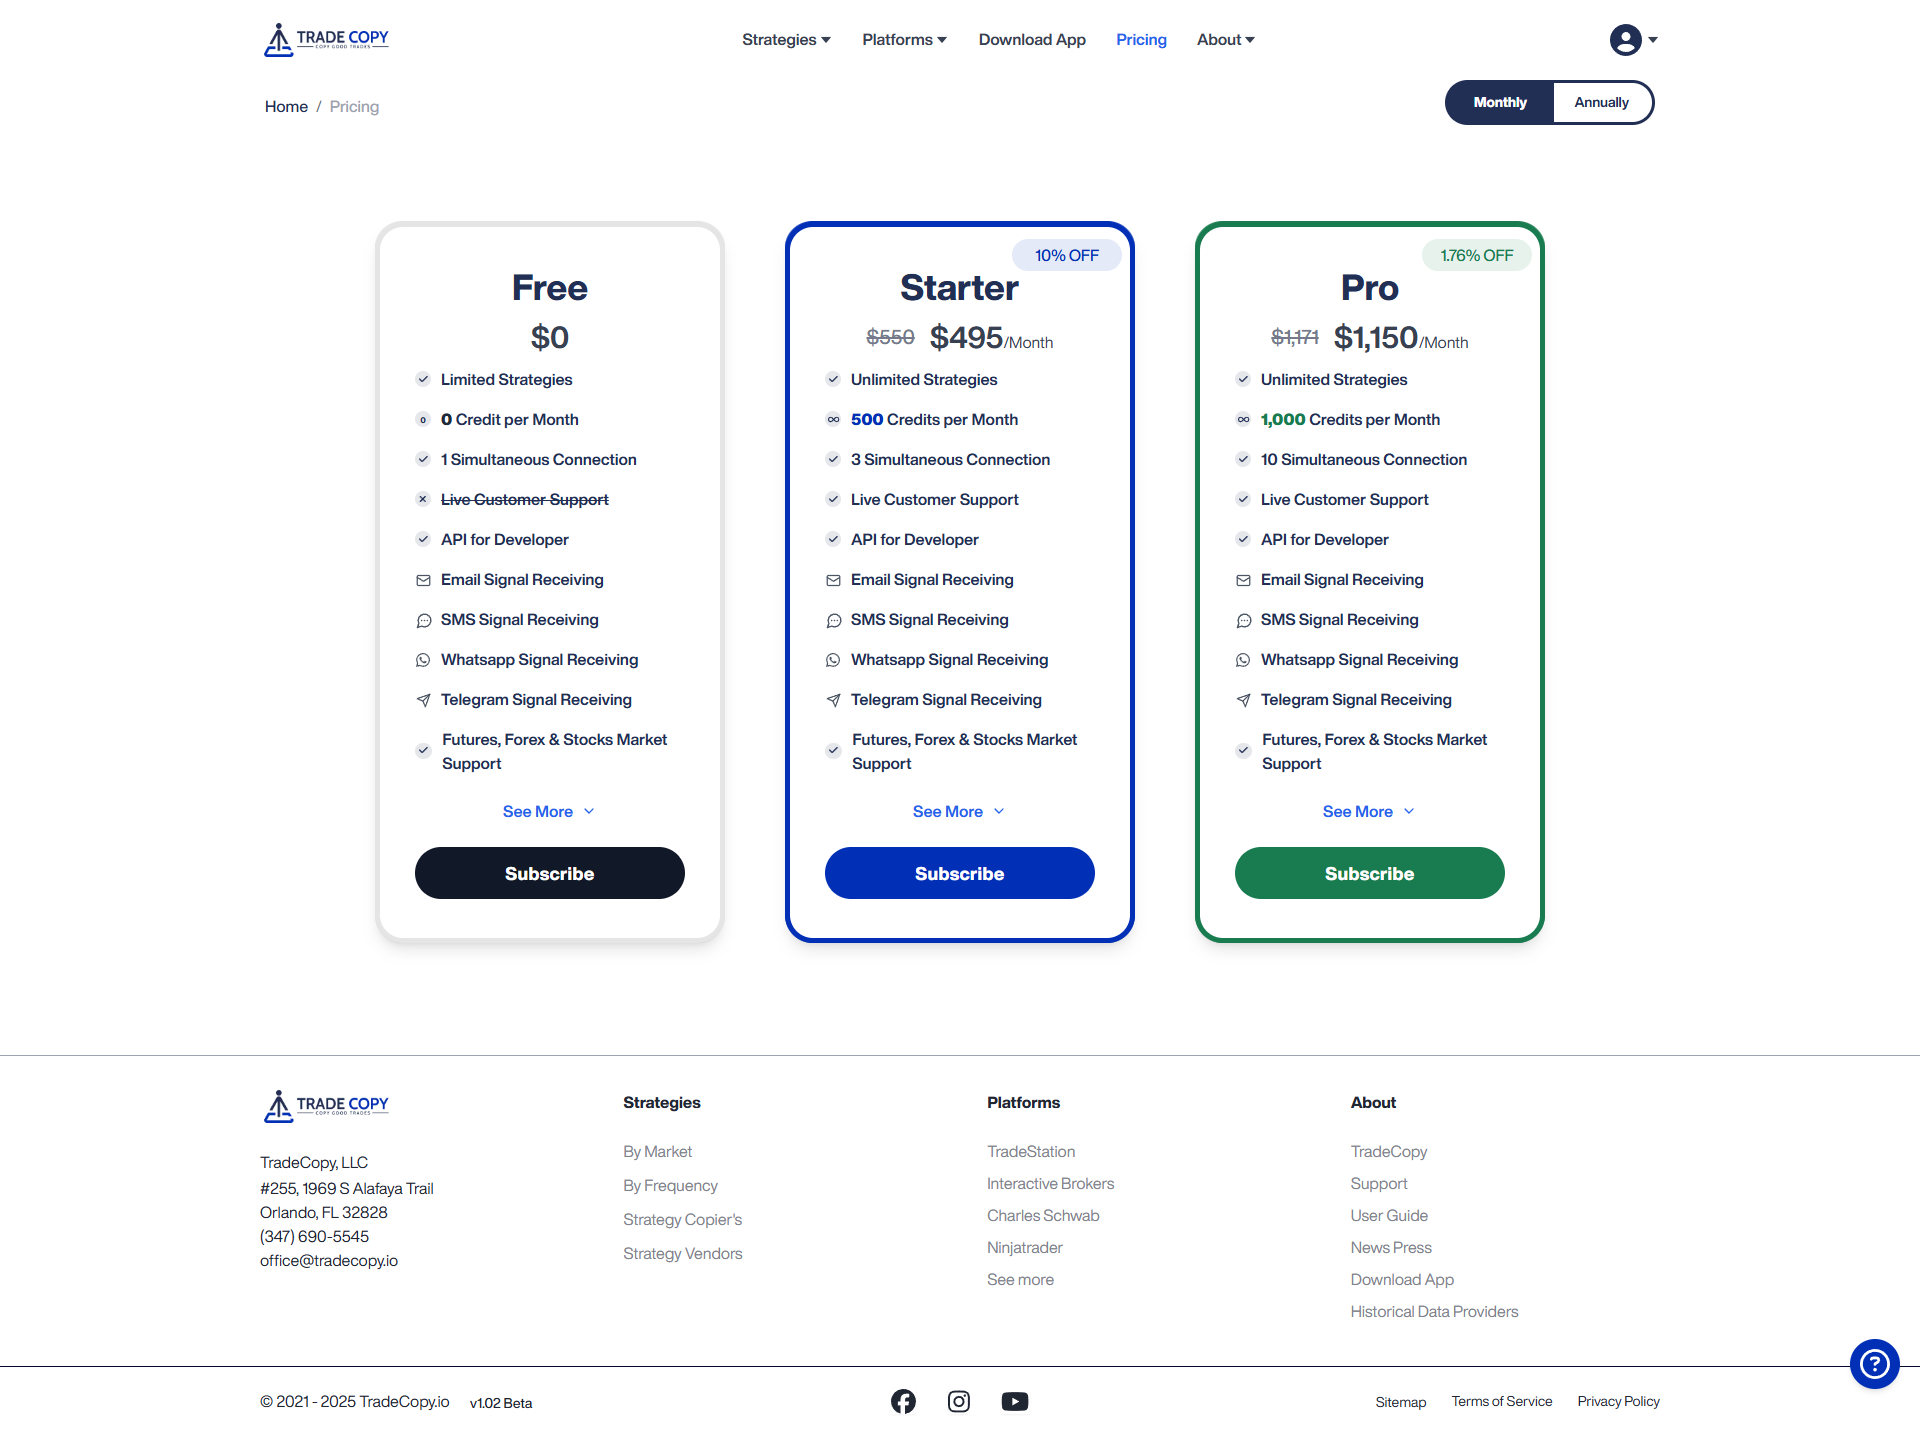 TRADE COPY
COPY GOOD TRADES
Strategies
Platforms
Download App
Pricing
About
Home / Pricing
Monthly
Annually
Free
$0
Limited Strategies
0 Credit per Month
1 Simultaneous Connection
Live Customer Support
API for Developer
Email Signal Receiving
SMS Signal Receiving
Whatsapp Signal Receiving
Telegram Signal Receiving
Futures, Forex & Stocks Market
Support
See More
Subscribe
10% OFF
Starter
$550 $495/Month
Unlimited Strategies
500 Credits per Month
3 Simultaneous Connection
Live Customer Support
API for Developer
Email Signal Receiving
SMS Signal Receiving
Whatsapp Signal Receiving
Telegram Signal Receiving
Futures, Forex & Stocks Market
Support
See More
Subscribe
1.76% OFF
Pro
$1,171 $1,150/Month
Unlimited Strategies
1,000 Credits per Month
10 Simultaneous Connection
Live Customer Support
API for Developer
Email Signal Receiving
SMS Signal Receiving
Whatsapp Signal Receiving
Telegram Signal Receiving
Futures, Forex & Stocks Market
Support
See More
Subscribe
TRADE COPY
COPY GOOD TRADES
TradeCopy, LLC
#255, 1969 S Alafaya Trail
Orlando, FL 32828
(347) 690-5545
office@tradecopy.io
Strategies
By Market
By Frequency
Strategy Copier's
Strategy Vendors
Platforms
TradeStation
Interactive Brokers
Charles Schwab
Ninjatrader
See more
About
TradeCopy
Support
User Guide
News Press
Download App
Historical Data Providers
© 2021 - 2025 TradeCopy.io v1.02 Beta
Sitemap
Terms of Service
Privacy Policy